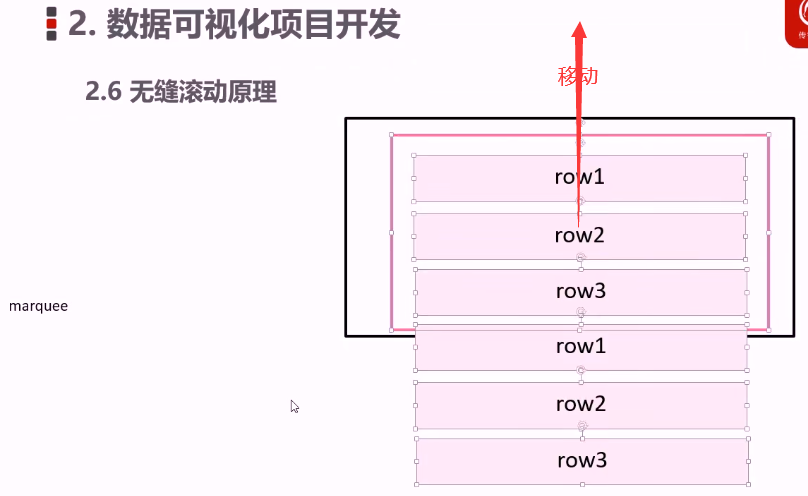 2. 数据可视化项目开发
2.6 无缝滚动原理
移动
row1
row2
row3
marquee
row1
row2
row3